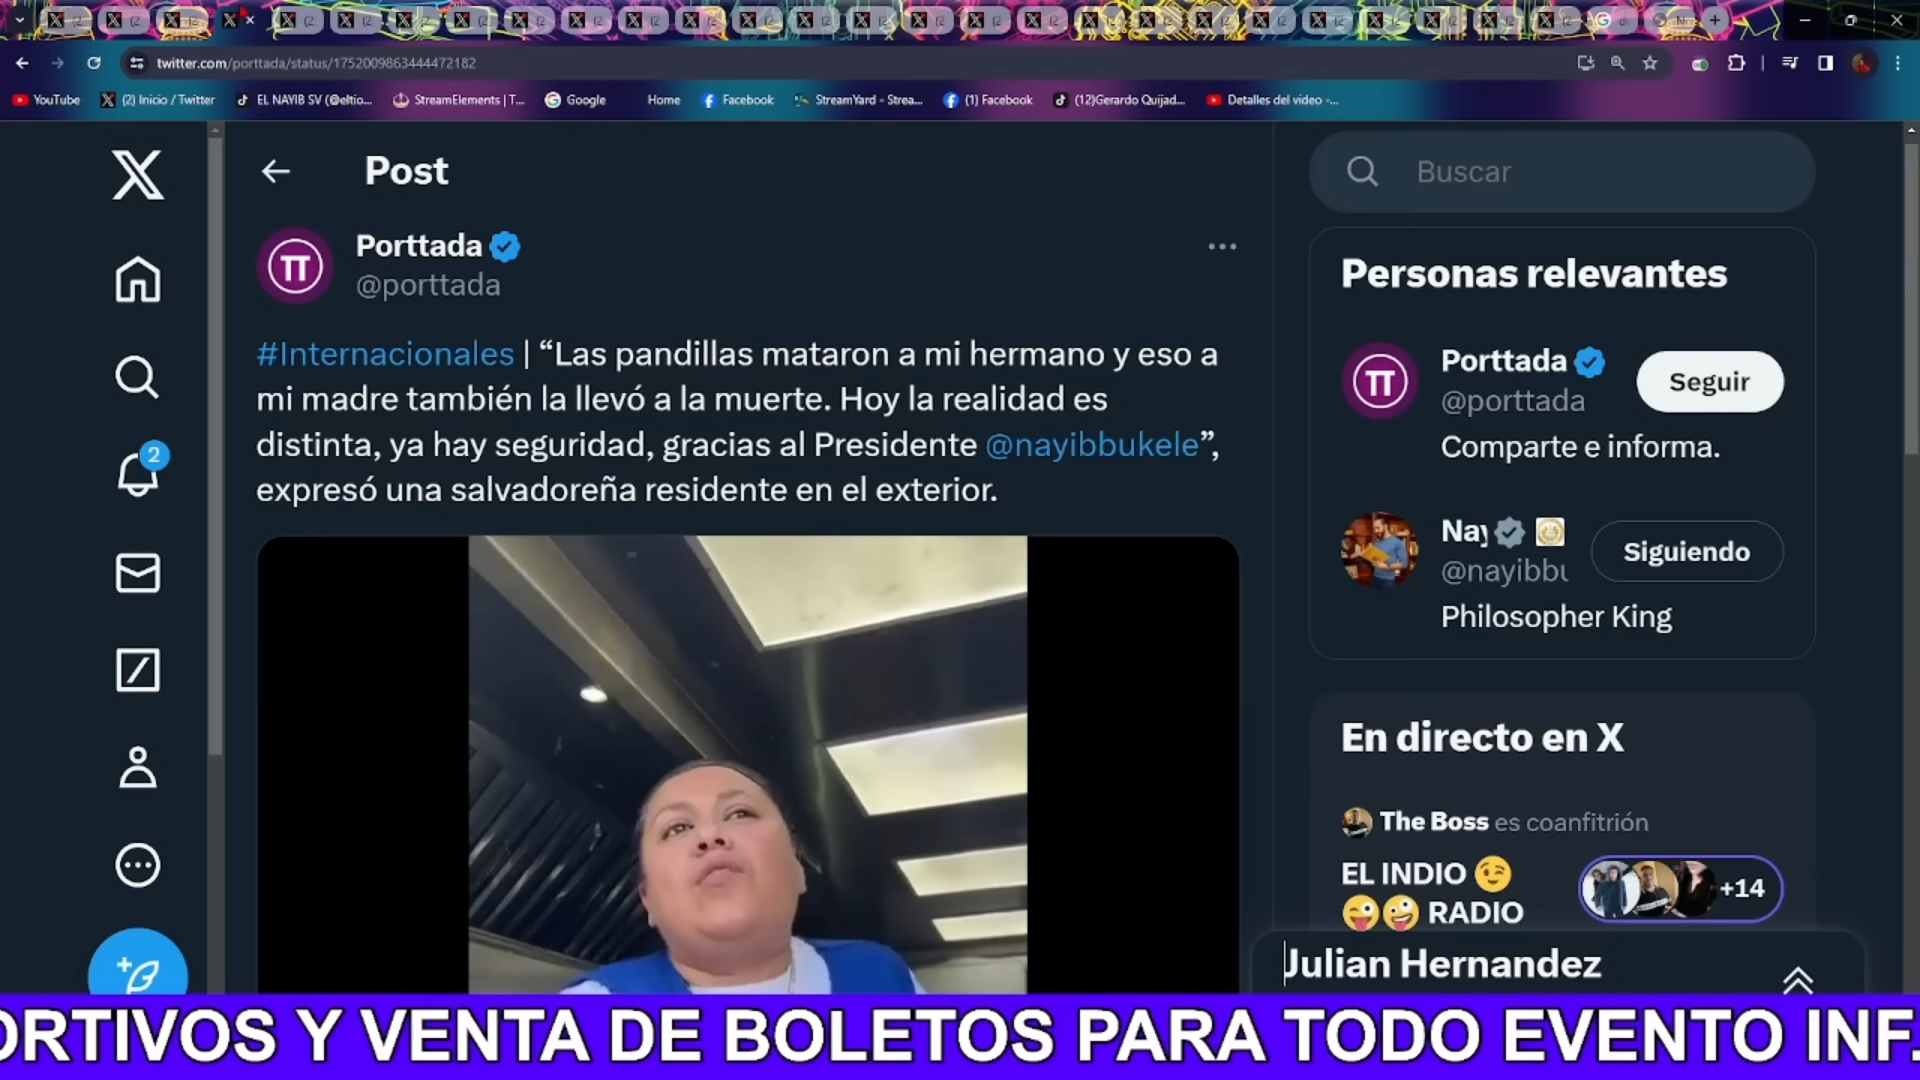 twitter.com/porttada/status/1752009863444472182
YouTube
(2) Inicio / Twitter
EL NAYIB SV (@eltio...
StreamElements | T...
Google
Home
Facebook
StreamYard - Strea...
(1) Facebook
(12)Gerardo Quijad...
Detalles del video -...
Post
Buscar
Porttada
@porttada
#Internacionales | “Las pandillas mataron a mi hermano y eso a
mi madre también la llevó a la muerte. Hoy la realidad es
distinta, ya hay seguridad, gracias al Presidente @nayibbukele”,
expresó una salvadoreña residente en el exterior.
2
Personas relevantes
Porttada
@porttada
Seguir
Comparte e informa.
Nay
@nayibbu
Siguiendo
Philosopher King
En directo en X
The Boss es coanfitrión
EL INDIO 😉
😜🤪 RADIO
+14
Julian Hernandez
ORTIVOS Y VENTA DE BOLETOS PARA TODO EVENTO INF.